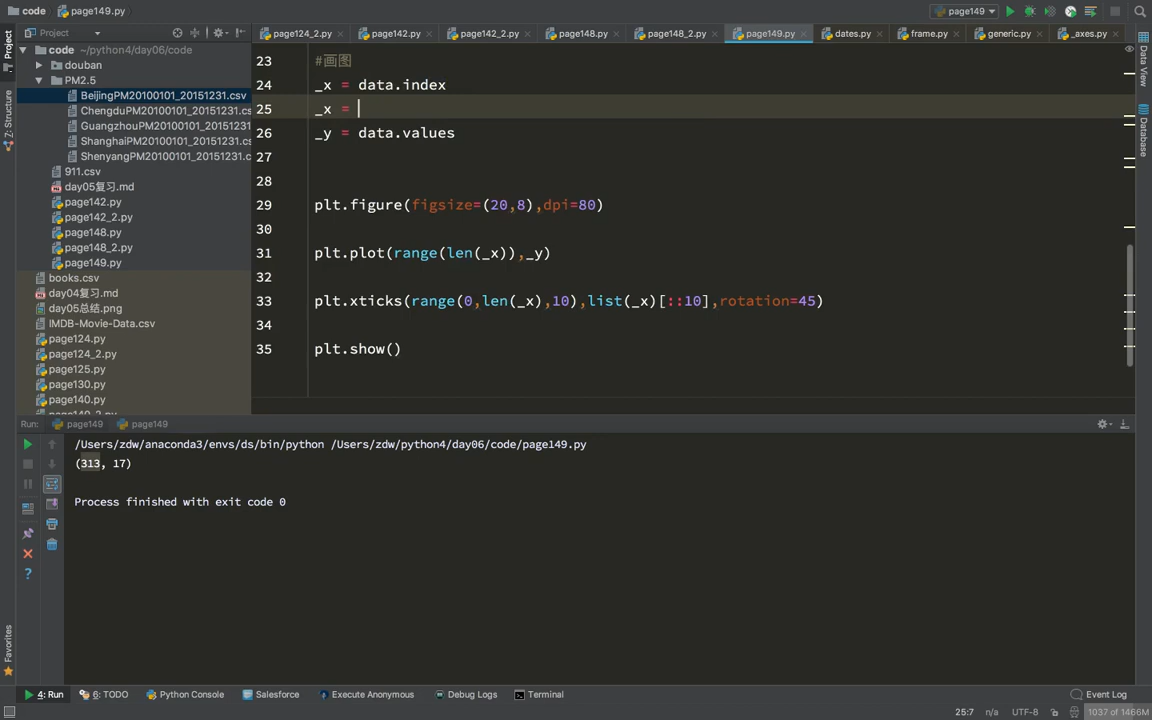 code page149.py
page149
Project
page124_2.py page142.py page142_2.py page148.py page148_2.py page149.py dates.py frame.py generic.py _axes.py
code ~/python4/day06/code
douban
PM2.5
BeijingPM20100101_20151231.csv
ChengduPM20100101_20151231.cs
GuangzhouPM20100101_20151231.
ShanghaiPM20100101_20151231.c
ShenyangPM20100101_20151231.c
911.csv
day05复习.md
page142.py
page142_2.py
page148.py
page148_2.py
page149.py
books.csv
day04复习.md
day05总结.png
IMDB-Movie-Data.csv
page124.py
page124_2.py
page125.py
page130.py
page140.py
23 #画图
24 _x = data.index
25 _x =
26 _y = data.values
27
28
29 plt.figure(figsize=(20,8),dpi=80)
30
31 plt.plot(range(len(_x)),_y)
32
33 plt.xticks(range(0,len(_x),10),list(_x)[::10],rotation=45)
34
35 plt.show()
Project
Z: Structure
Favorites
Data View
Database
Run: page149 page149
/Users/zdw/anaconda3/envs/ds/bin/python /Users/zdw/python4/day06/code/page149.py
(313, 17)
Process finished with exit code 0
4: Run 6: TODO Python Console Salesforce Execute Anonymous Debug Logs Terminal Event Log
25:7 n/a UTF-8 1037 of 1466M